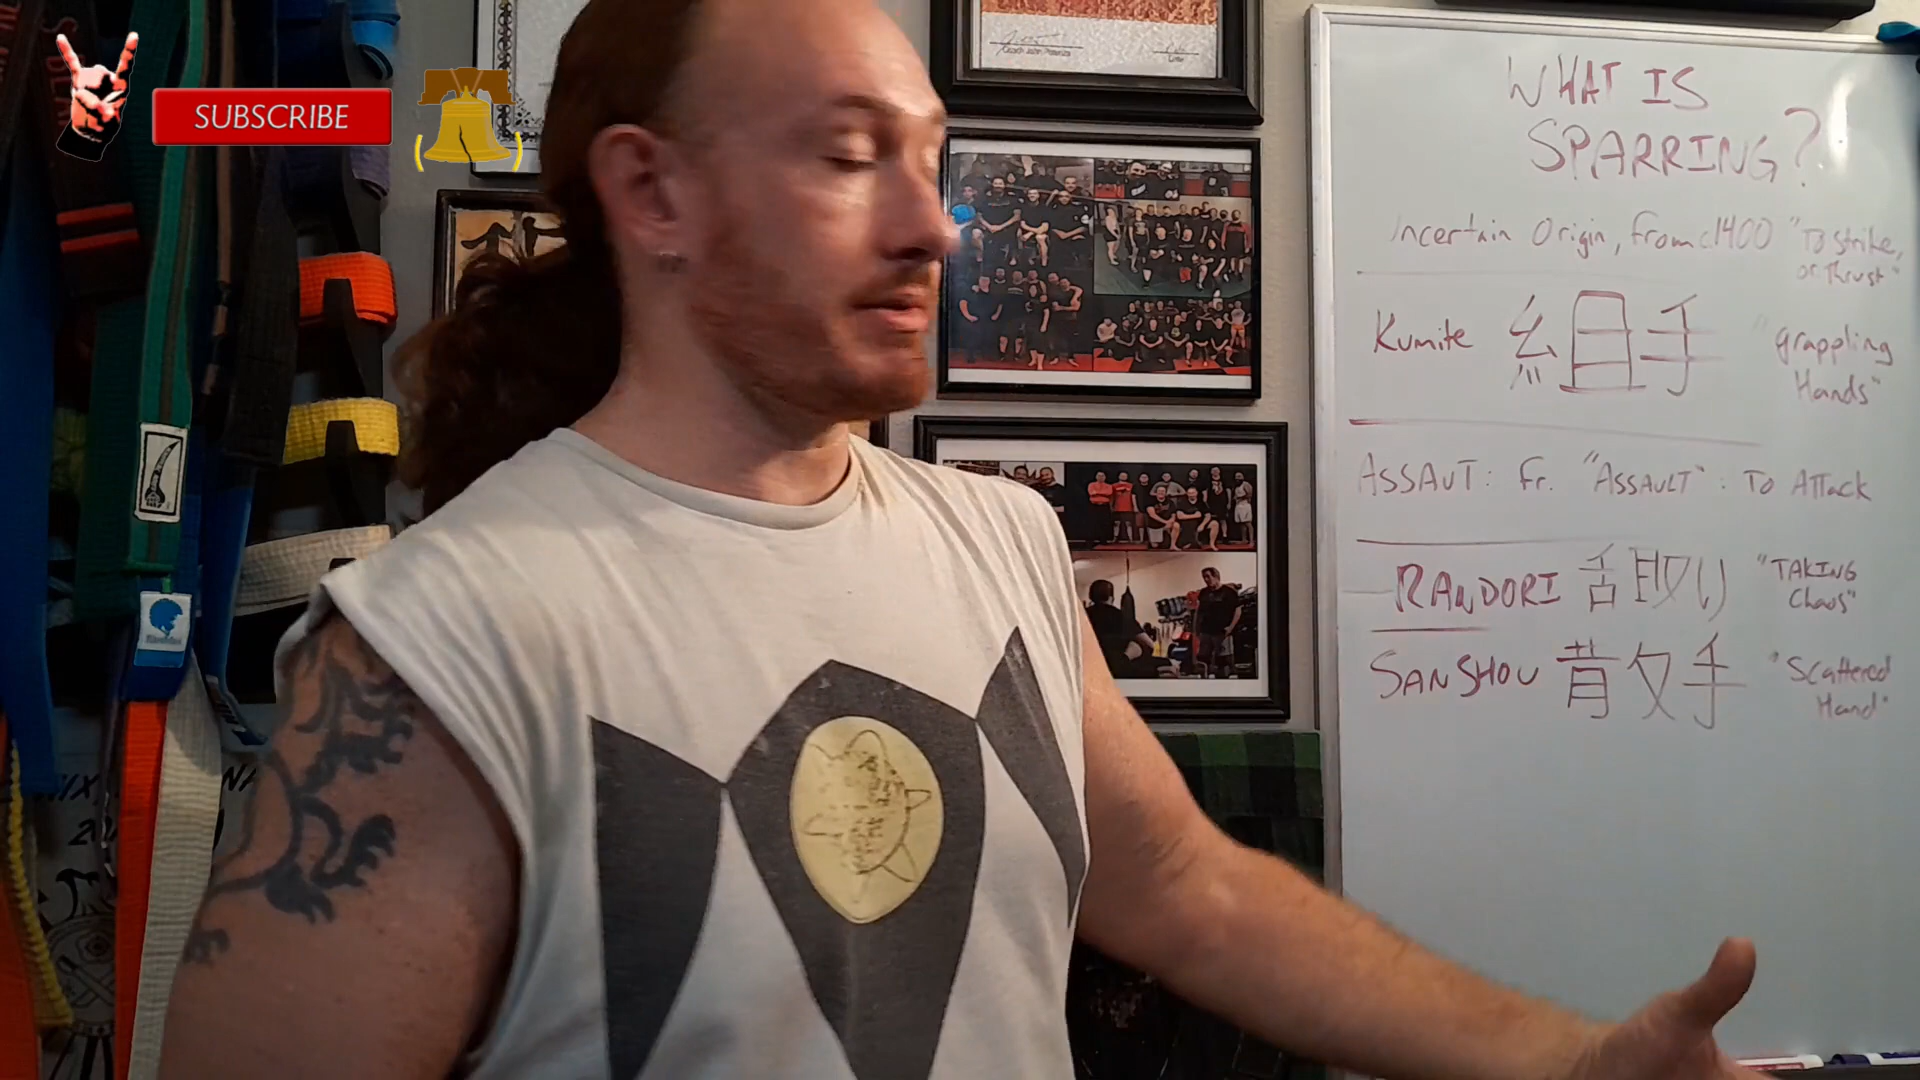 SUBSCRIBE
WHAT IS
SPARRING?
Uncertain Origin, from c1400 "To strike,
or Thrust"
Kumite 組手 "grappling
Hands"
ASSAUT: Fr. "ASSAULT": To Attack
RANDORI 乱取り "TAKING
Chaos"
SANSHOU 散手 "Scattered
Hand"